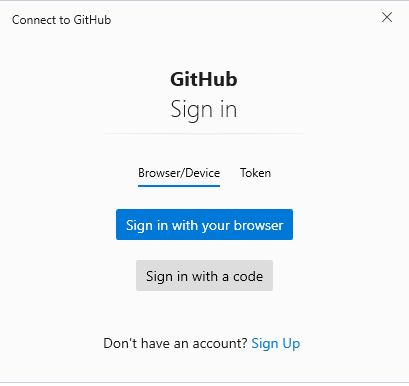 Connect to GitHub
GitHub
Sign in
Browser/Device Token
Sign in with your browser
Sign in with a code
Don't have an account? Sign Up